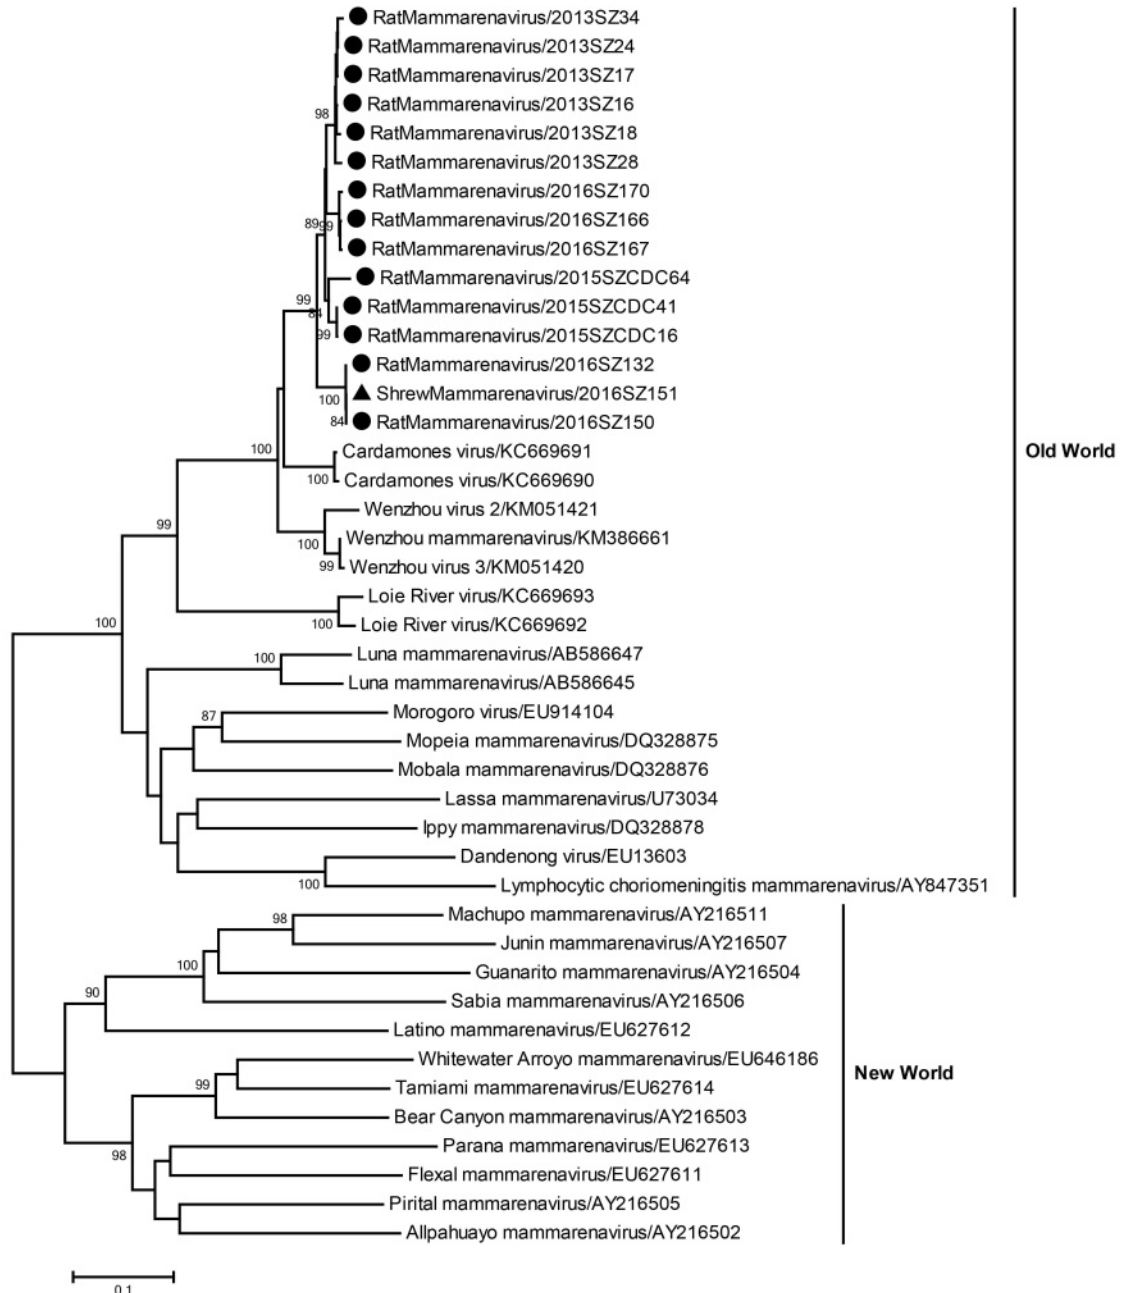 RatMammarenavirus/2013SZ34
RatMammarenavirus/2013SZ24
RatMammarenavirus/2013SZ17
RatMammarenavirus/2013SZ16
98
RatMammarenavirus/2013SZ18
RatMammarenavirus/2013SZ28
RatMammarenavirus/2016SZ170
RatMammarenavirus/2016SZ166
89
99
RatMammarenavirus/2016SZ167
RatMammarenavirus/2015SZCDC64
99
RatMammarenavirus/2015SZCDC41
84
RatMammarenavirus/2015SZCDC16
99
RatMammarenavirus/2016SZ132
ShrewMammarenavirus/2016SZ151
100
RatMammarenavirus/2016SZ150
84
Cardamones virus/KC669691
100
Cardamones virus/KC669690
100
Old World
Wenzhou virus 2/KM051421
99
Wenzhou mammarenavirus/KM386661
100
Wenzhou virus 3/KM051420
99
Loie River virus/KC669693
Loie River virus/KC669692
100
100
Luna mammarenavirus/AB586647
100
Luna mammarenavirus/AB586645
Morogoro virus/EU914104
87
Mopeia mammarenavirus/DQ328875
Mobala mammarenavirus/DQ328876
Lassa mammarenavirus/U73034
Ippy mammarenavirus/DQ328878
Dandenong virus/EU13603
Lymphocytic choriomeningitis mammarenavirus/AY847351
100
Machupo mammarenavirus/AY216511
98
Junin mammarenavirus/AY216507
Guanarito mammarenavirus/AY216504
100
Sabia mammarenavirus/AY216506
90
Latino mammarenavirus/EU627612
Whitewater Arroyo mammarenavirus/EU646186
Tamiami mammarenavirus/EU627614
99
New World
Bear Canyon mammarenavirus/AY216503
Parana mammarenavirus/EU627613
98
Flexal mammarenavirus/EU627611
Pirital mammarenavirus/AY216505
Allpahuayo mammarenavirus/AY216502
0.1